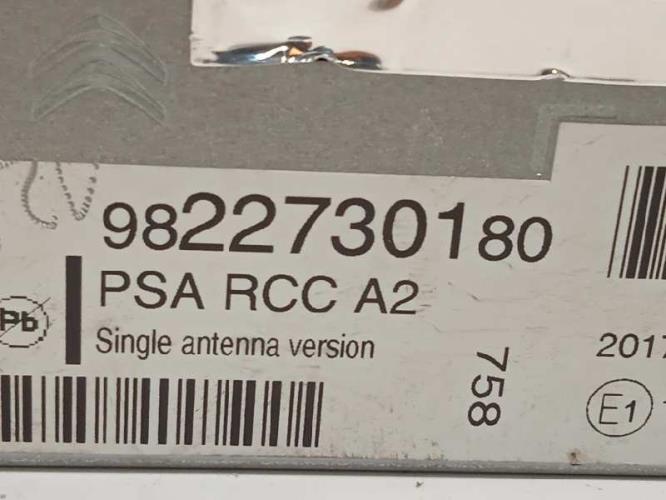 9822730180
PSA RCC A2
Single antenna version
Pb
758
2017
E1